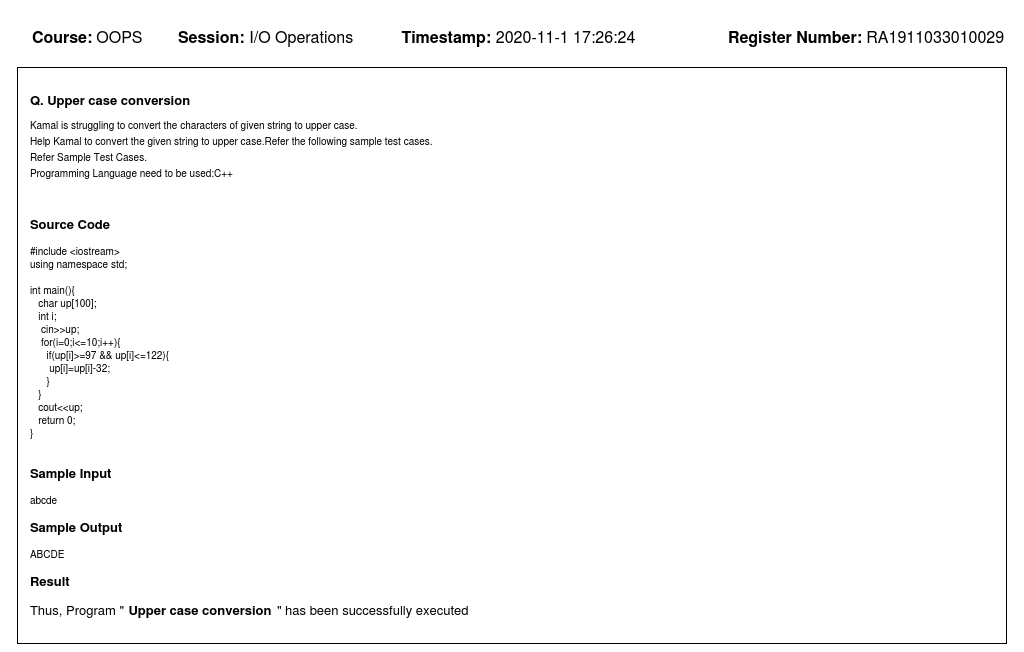 Course: OOPS Session: I/O Operations Timestamp: 2020-11-1 17:26:24 Register Number: RA1911033010029
Q. Upper case conversion
Kamal is struggling to convert the characters of given string to upper case.
Help Kamal to convert the given string to upper case.Refer the following sample test cases.
Refer Sample Test Cases.
Programming Language need to be used:C++
Source Code
#include <iostream>
using namespace std;
int main(){
char up[100];
int i;
cin>>up;
for(i=0;i<=10;i++){
if(up[i]>=97 && up[i]<=122){
up[i]=up[i]-32;
}
}
cout<<up;
return 0;
}
Sample Input
abcde
Sample Output
ABCDE
Result
Thus, Program " Upper case conversion " has been successfully executed